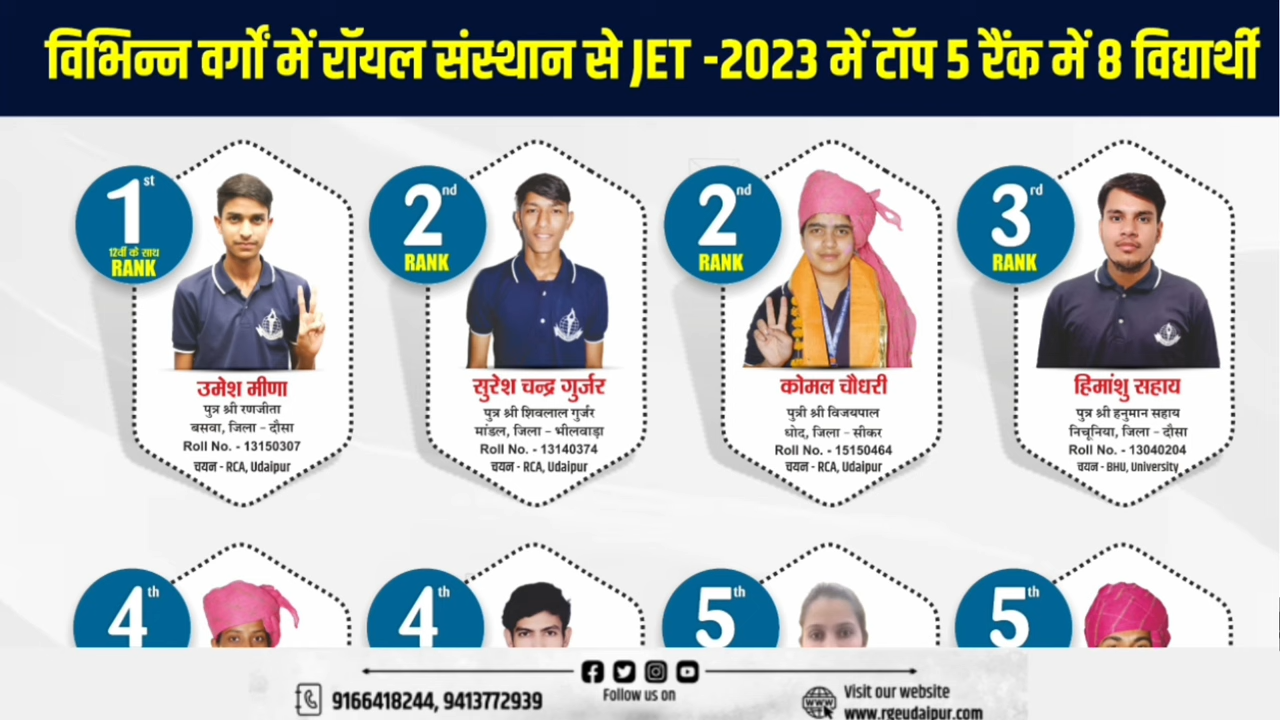 विभिन्न वर्गों में रॉयल संस्थान से JET -2023 में टॉप 5 रैंक में 8 विद्यार्थी
1st
12वीं के साथ
RANK
उमेश मीणा
पुत्र श्री रणजीता
बसवा, जिला - दौसा
Roll No. - 13150307
चयन - RCA, Udaipur
2nd
RANK
सुरेश चन्द्र गुर्जर
पुत्र श्री शिवलाल गुर्जर
मांडल, जिला - भीलवाड़ा
Roll No. - 13140374
चयन - RCA, Udaipur
2nd
RANK
कोमल चौधरी
पुत्री श्री विजयपाल
धोद, जिला - सीकर
Roll No. - 15150464
चयन - RCA, Udaipur
3rd
RANK
हिमांशु सहाय
पुत्र श्री हनुमान सहाय
निचूनिया, जिला - दौसा
Roll No. - 13040204
चयन - BHU, University
4th
4th
5th
5th
9166418244, 9413772939
Follow us on
Visit our website
www.rgeudaipur.com